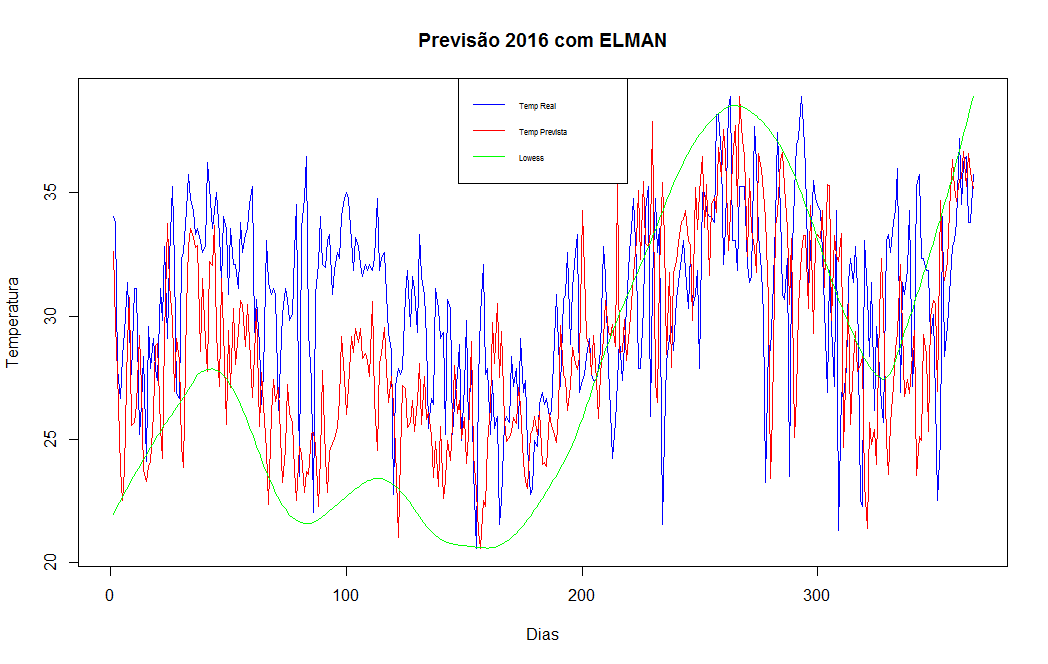 Previsão 2016 com ELMAN
Temp Real
Temp Prevista
Lowess
Temperatura
35
30
25
20
0
100
200
300
Dias